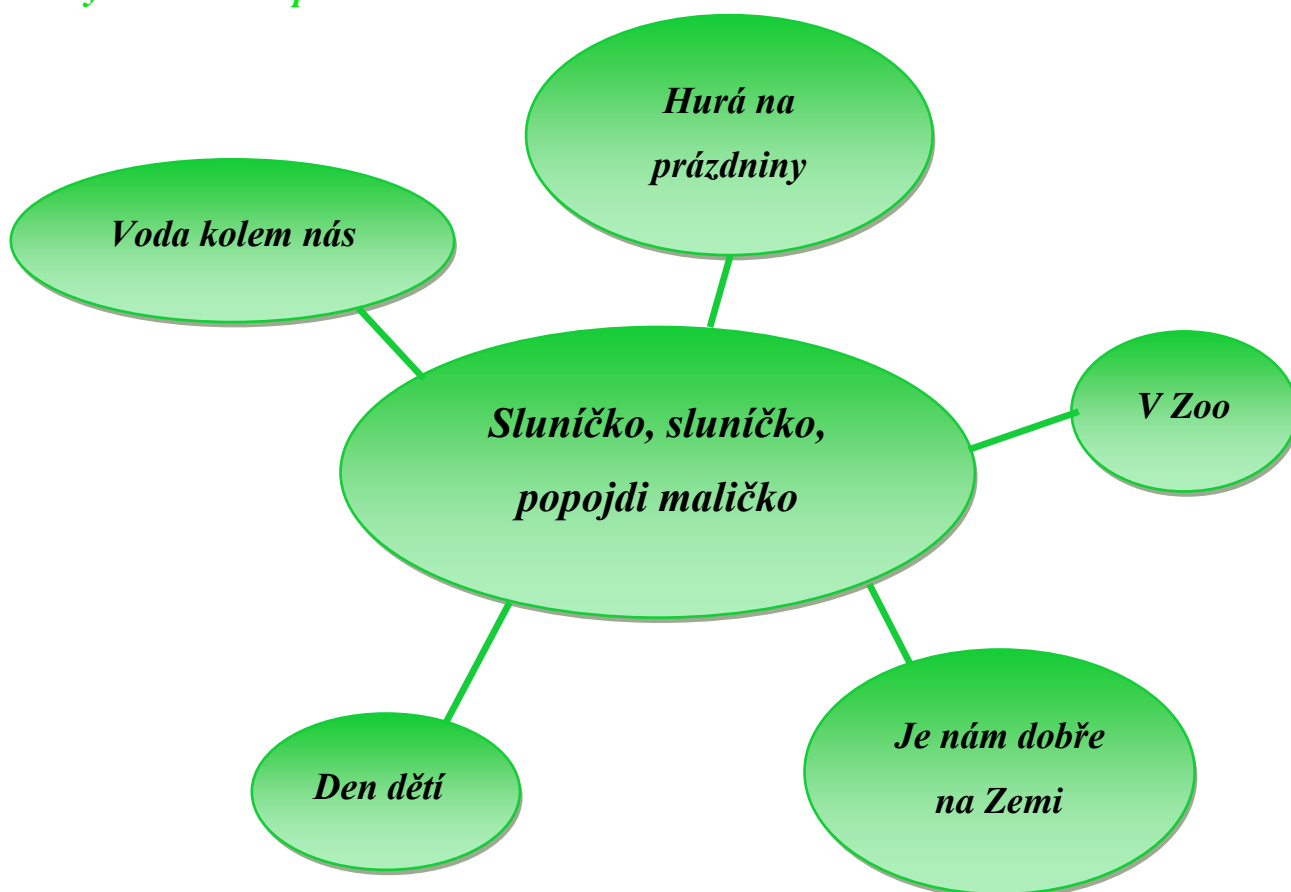 Hurá na
prázdniny
Voda kolem nás
V Zoo
Sluníčko, sluníčko,
popojdi maličko
Je nám dobře
na Zemi
Den dětí